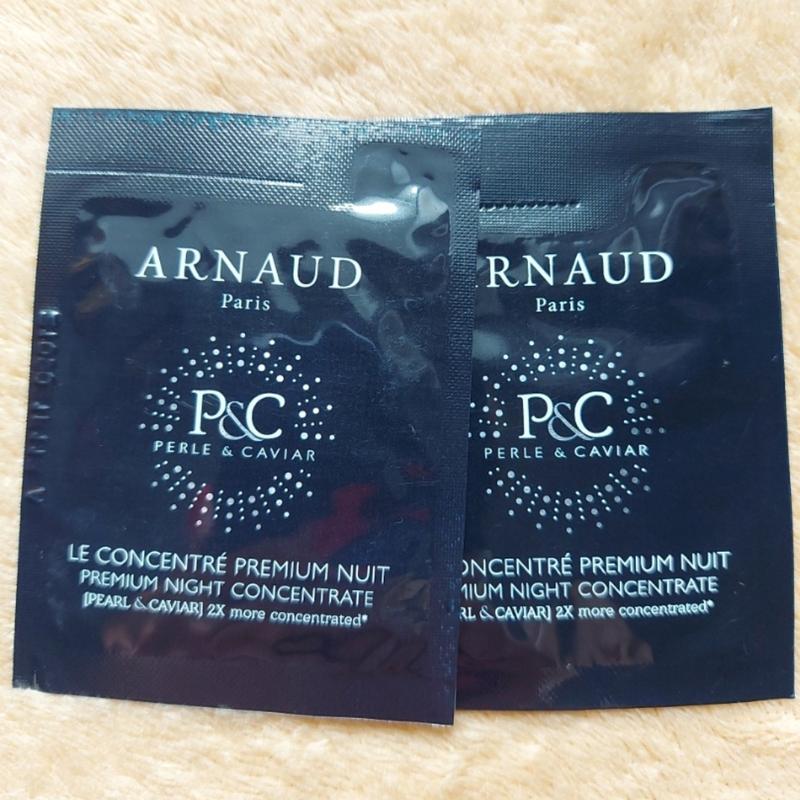 ARNAUD
Paris
P&C
PERLE & CAVIAR
LE CONCENTRÉ PREMIUM NUIT
PREMIUM NIGHT CONCENTRATE
[PEARL & CAVIAR] 2X more concentrated*
RNAUD
Paris
P&C
PERLE & CAVIAR
ONCENTRÉ PREMIUM NUIT
MIUM NIGHT CONCENTRATE
RL & CAVIAR] 2X more concentrated*